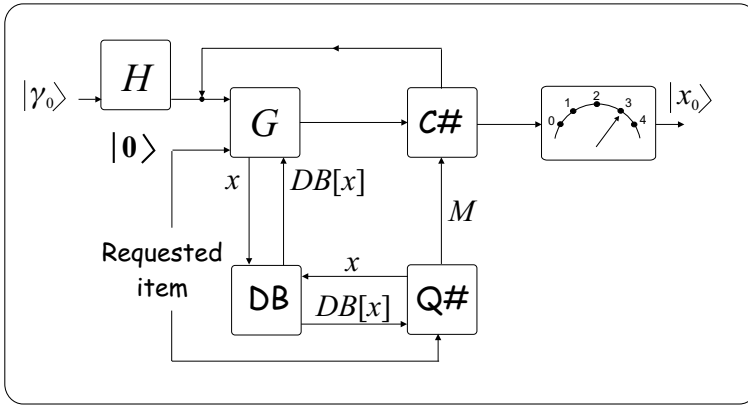 |γ₀⟩
H
|0⟩
G
C#
0 1 2 3 4
|x₀⟩
x
DB[x]
M
Requested
item
DB
x
DB[x]
Q#